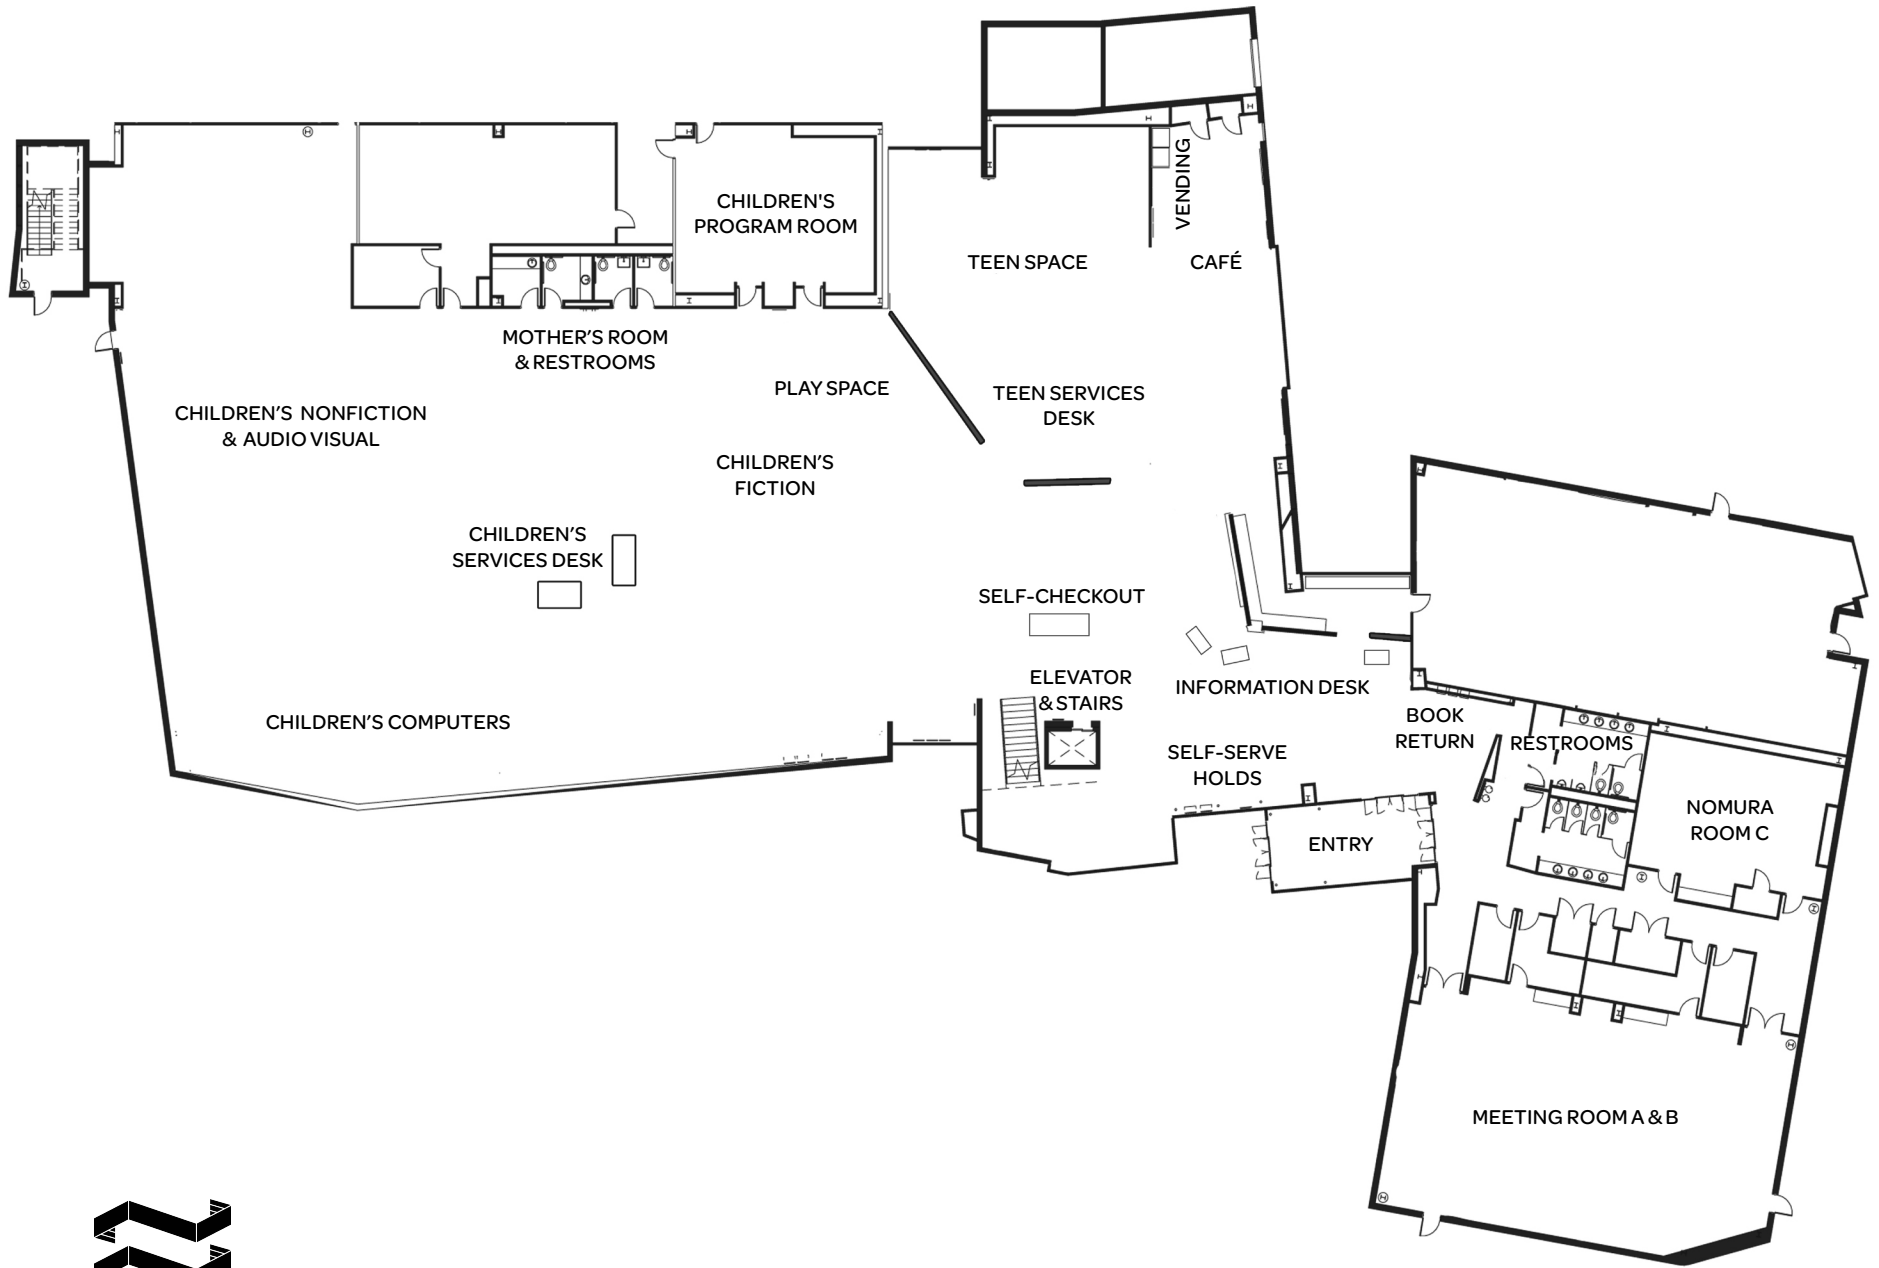 VENDING
CHILDREN'S
PROGRAM ROOM
TEEN SPACE
CAFÉ
MOTHER'S ROOM
& RESTROOMS
PLAY SPACE
TEEN SERVICES
DESK
CHILDREN'S NONFICTION
& AUDIO VISUAL
CHILDREN'S
FICTION
CHILDREN'S
SERVICES DESK
SELF-CHECKOUT
ELEVATOR
& STAIRS
INFORMATION DESK
BOOK
RETURN
RESTROOMS
CHILDREN'S COMPUTERS
SELF-SERVE
HOLDS
NOMURA
ROOM C
ENTRY
MEETING ROOM A & B